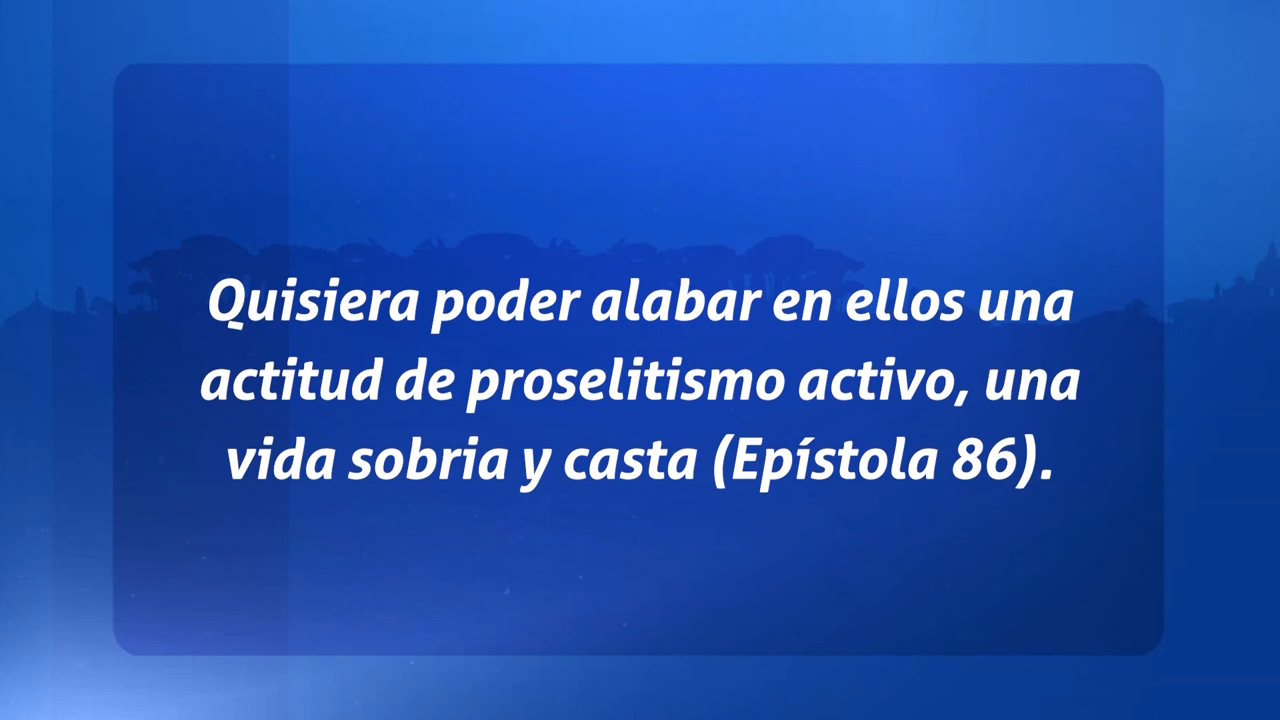 Quisiera poder alabar en ellos una
actitud de proselitismo activo, una
vida sobria y casta (Epístola 86).